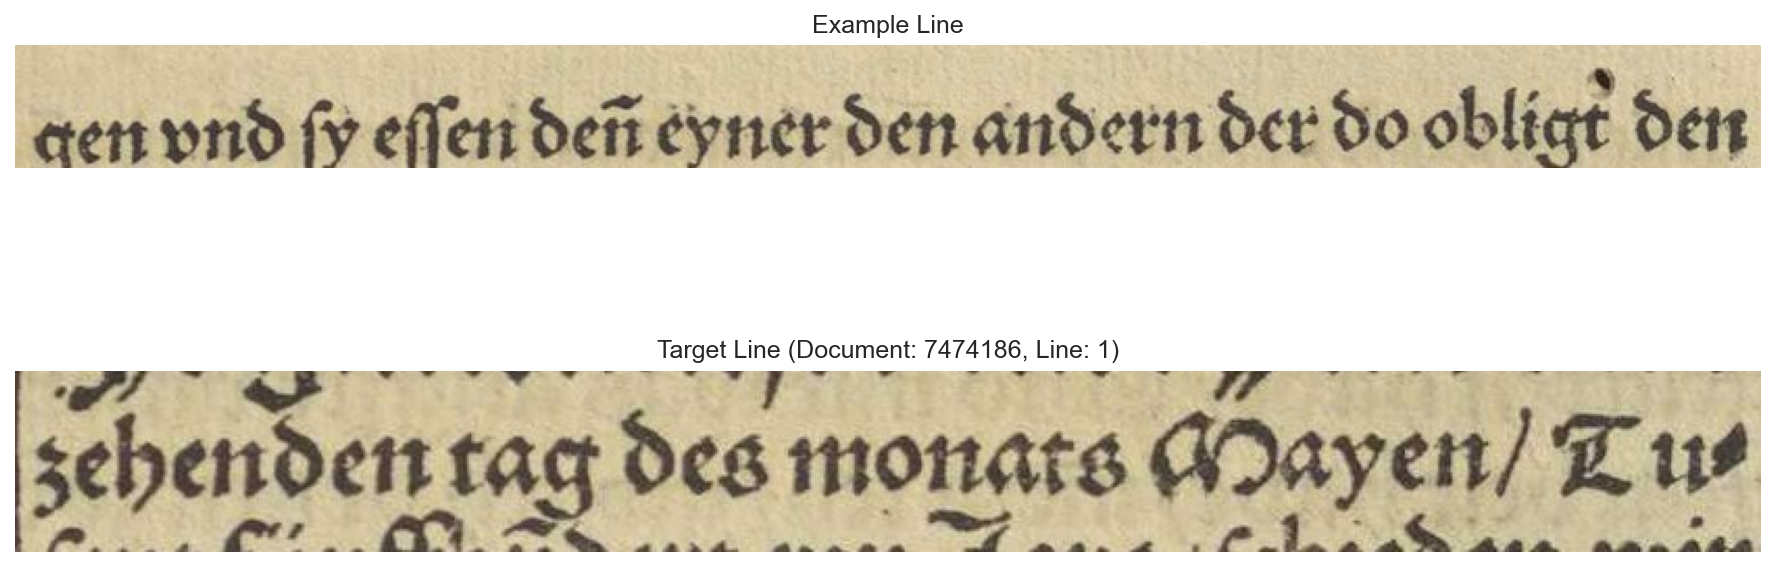 Example Line
gen vnd ſy eſſen deñ eyner den andern der do obligt den
Target Line (Document: 7474186, Line: 1)
zehenden tag des monats Mayen/ Tu⸗